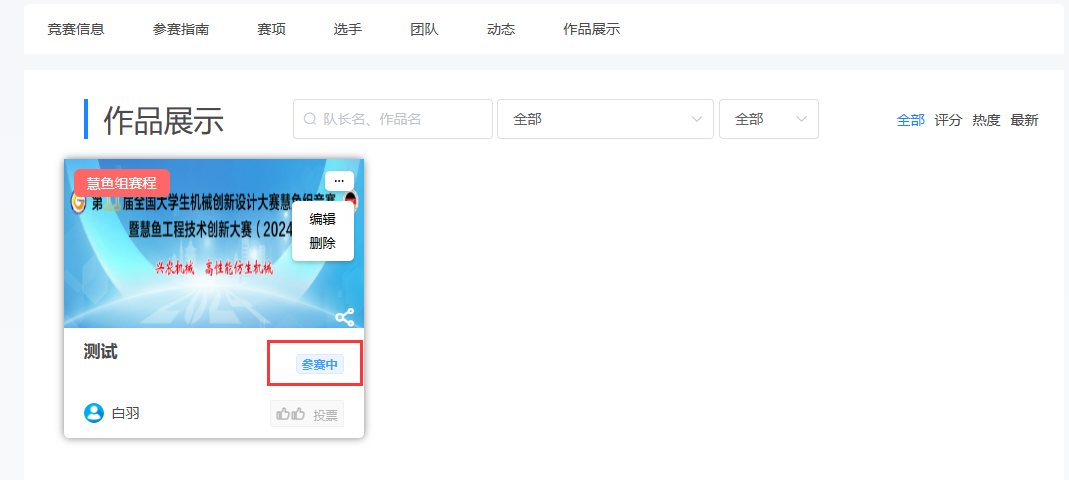 竞赛信息 参赛指南 赛项 选手 团队 动态 作品展示
作品展示 队长名、作品名 全部 全部 全部 评分 热度 最新
慧鱼组赛程 ...
届全国大学生机械创新设计大赛慧鱼组竞赛
编辑
暨慧鱼工程技术创新大赛（2024
删除
兴农机械 高性能仿生机械
测试
参赛中
白羽 投票